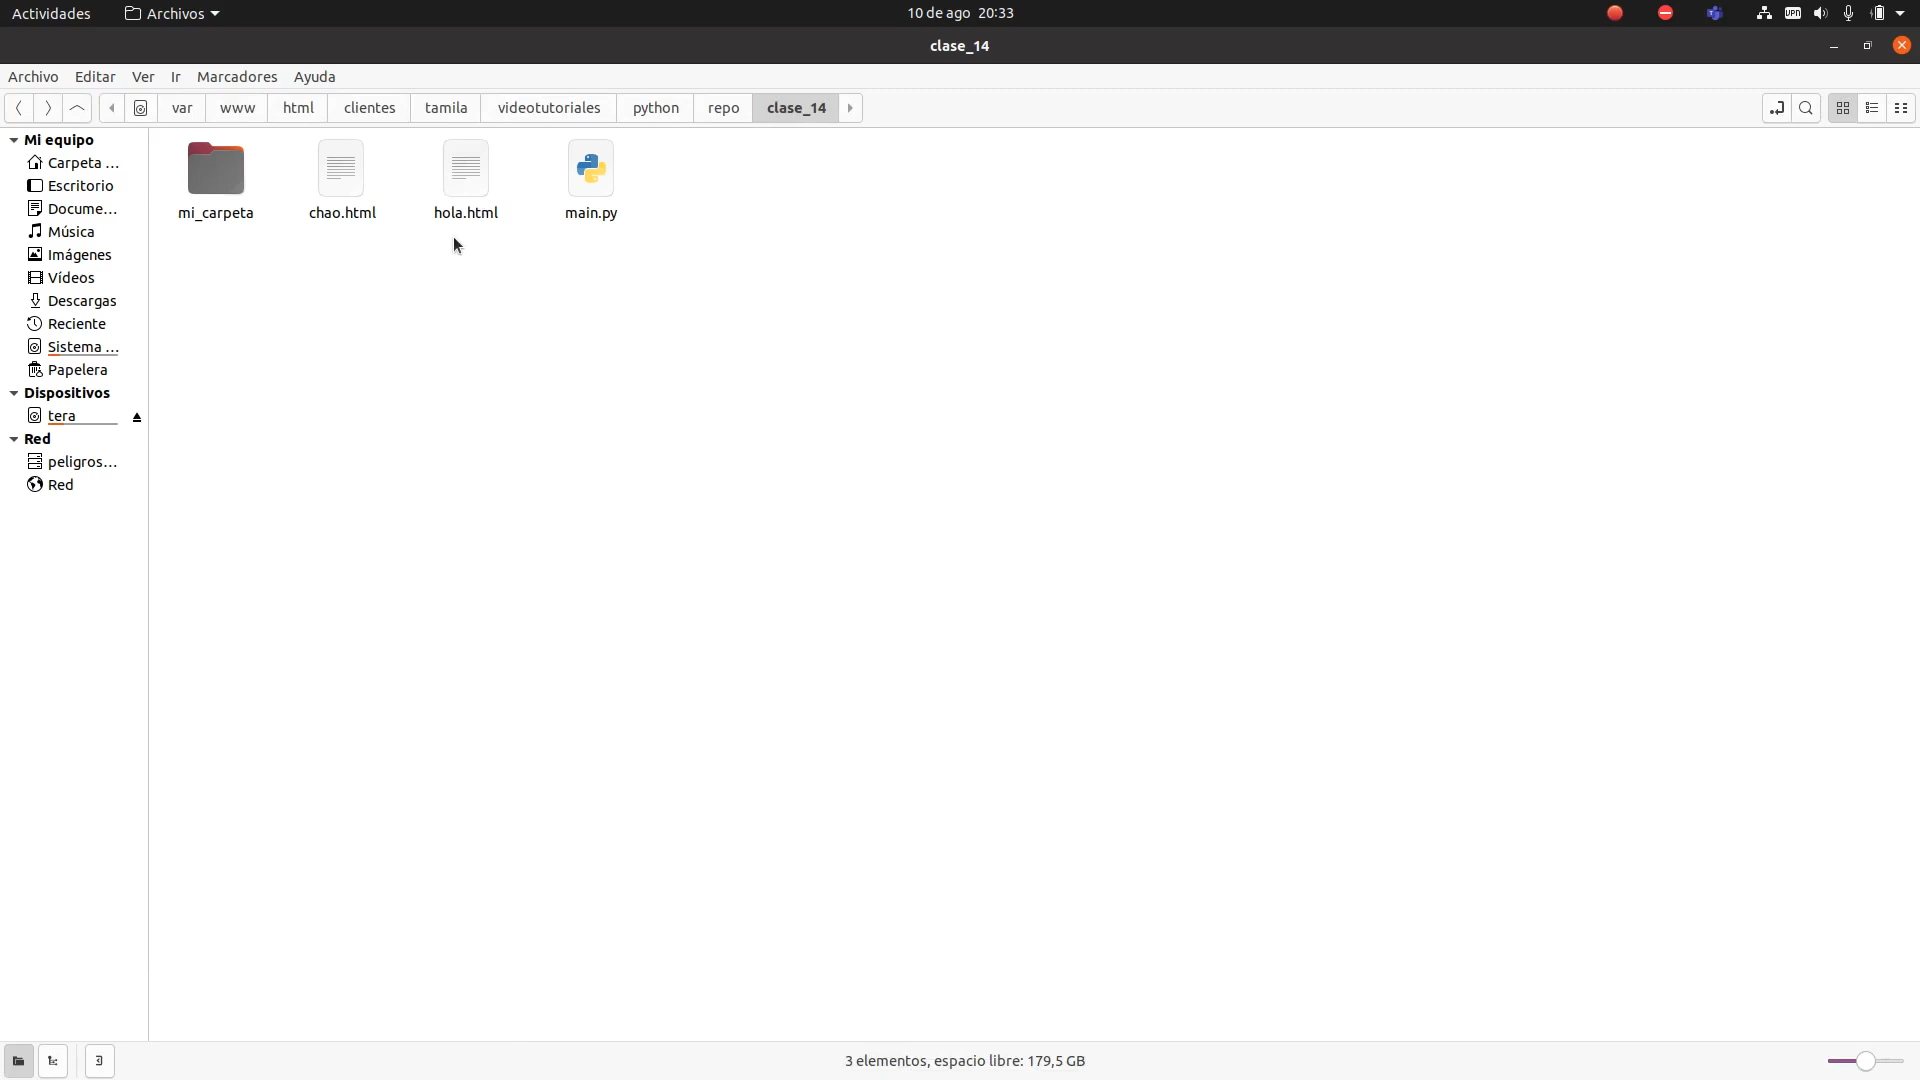 Actividades Archivos 10 de ago 20:33 VPN
clase_14
Archivo Editar Ver Ir Marcadores Ayuda
var www html clientes tamila videotutoriales python repo clase_14
Mi equipo
Carpeta ...
Escritorio
Docume...
Música
Imágenes
Vídeos
Descargas
Reciente
Sistema ...
Papelera
Dispositivos
tera
Red
peligros...
Red
mi_carpeta chao.html hola.html main.py
3 elementos, espacio libre: 179,5 GB